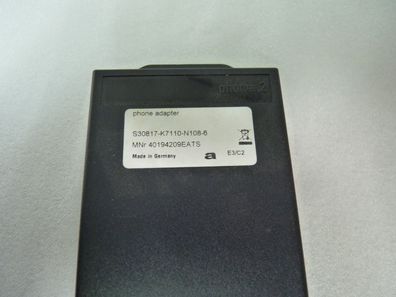 phone adapter
S30817-K7110-N108-6
MNr 40194209EATS
Made in Germany
a
E3/C2